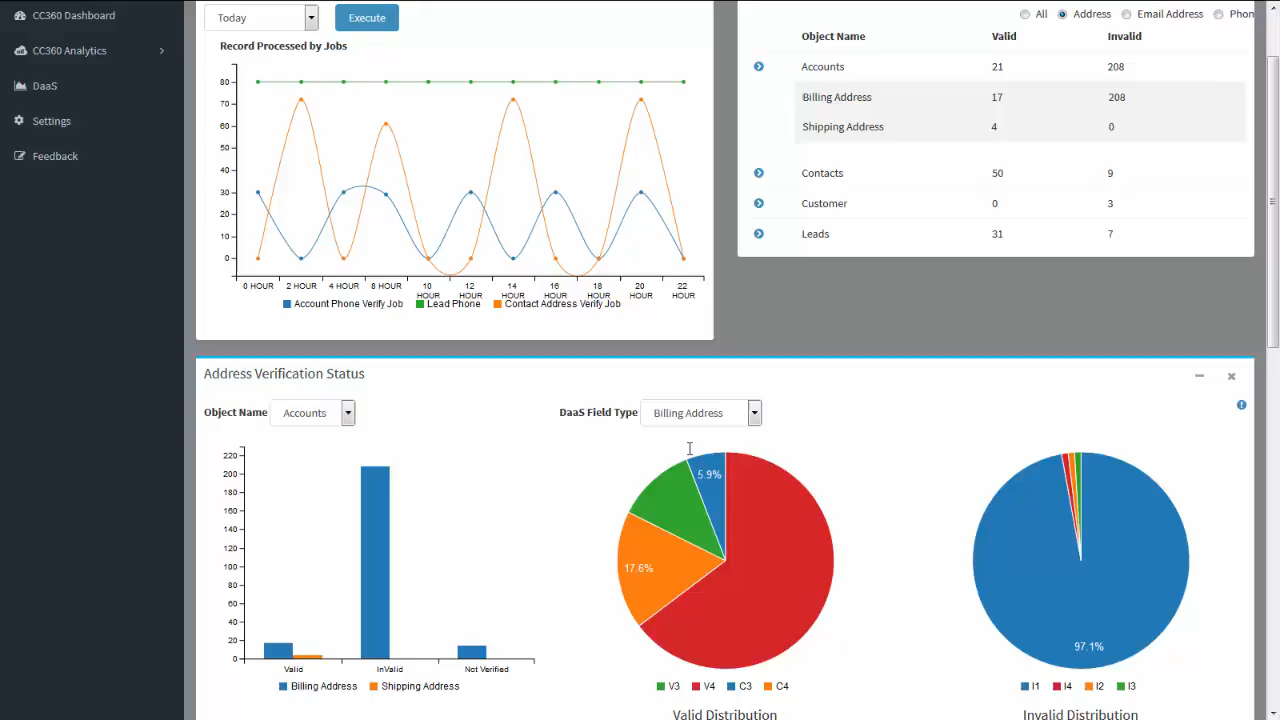 CC360 Dashboard
CC360 Analytics
DaaS
Settings
Feedback
Today
Execute
Record Processed by Jobs
80
70
60
50
40
30
20
10
0
0 HOUR 2 HOUR 4 HOUR 8 HOUR 10 HOUR 12 HOUR 14 HOUR 16 HOUR 18 HOUR 20 HOUR 22 HOUR
Account Phone Verify Job Lead Phone Contact Address Verify Job
All Address Email Address Phon
Object Name Valid Invalid
Accounts 21 208
Billing Address 17 208
Shipping Address 4 0
Contacts 50 9
Customer 0 3
Leads 31 7
Address Verification Status
Object Name Accounts DaaS Field Type Billing Address
220
200
180
160
140
120
100
80
60
40
20
0
Valid InValid Not Verified
Billing Address Shipping Address
5.9%
17.6%
V3 V4 C3 C4
Valid Distribution
97.1%
I1 I4 I2 I3
Invalid Distribution